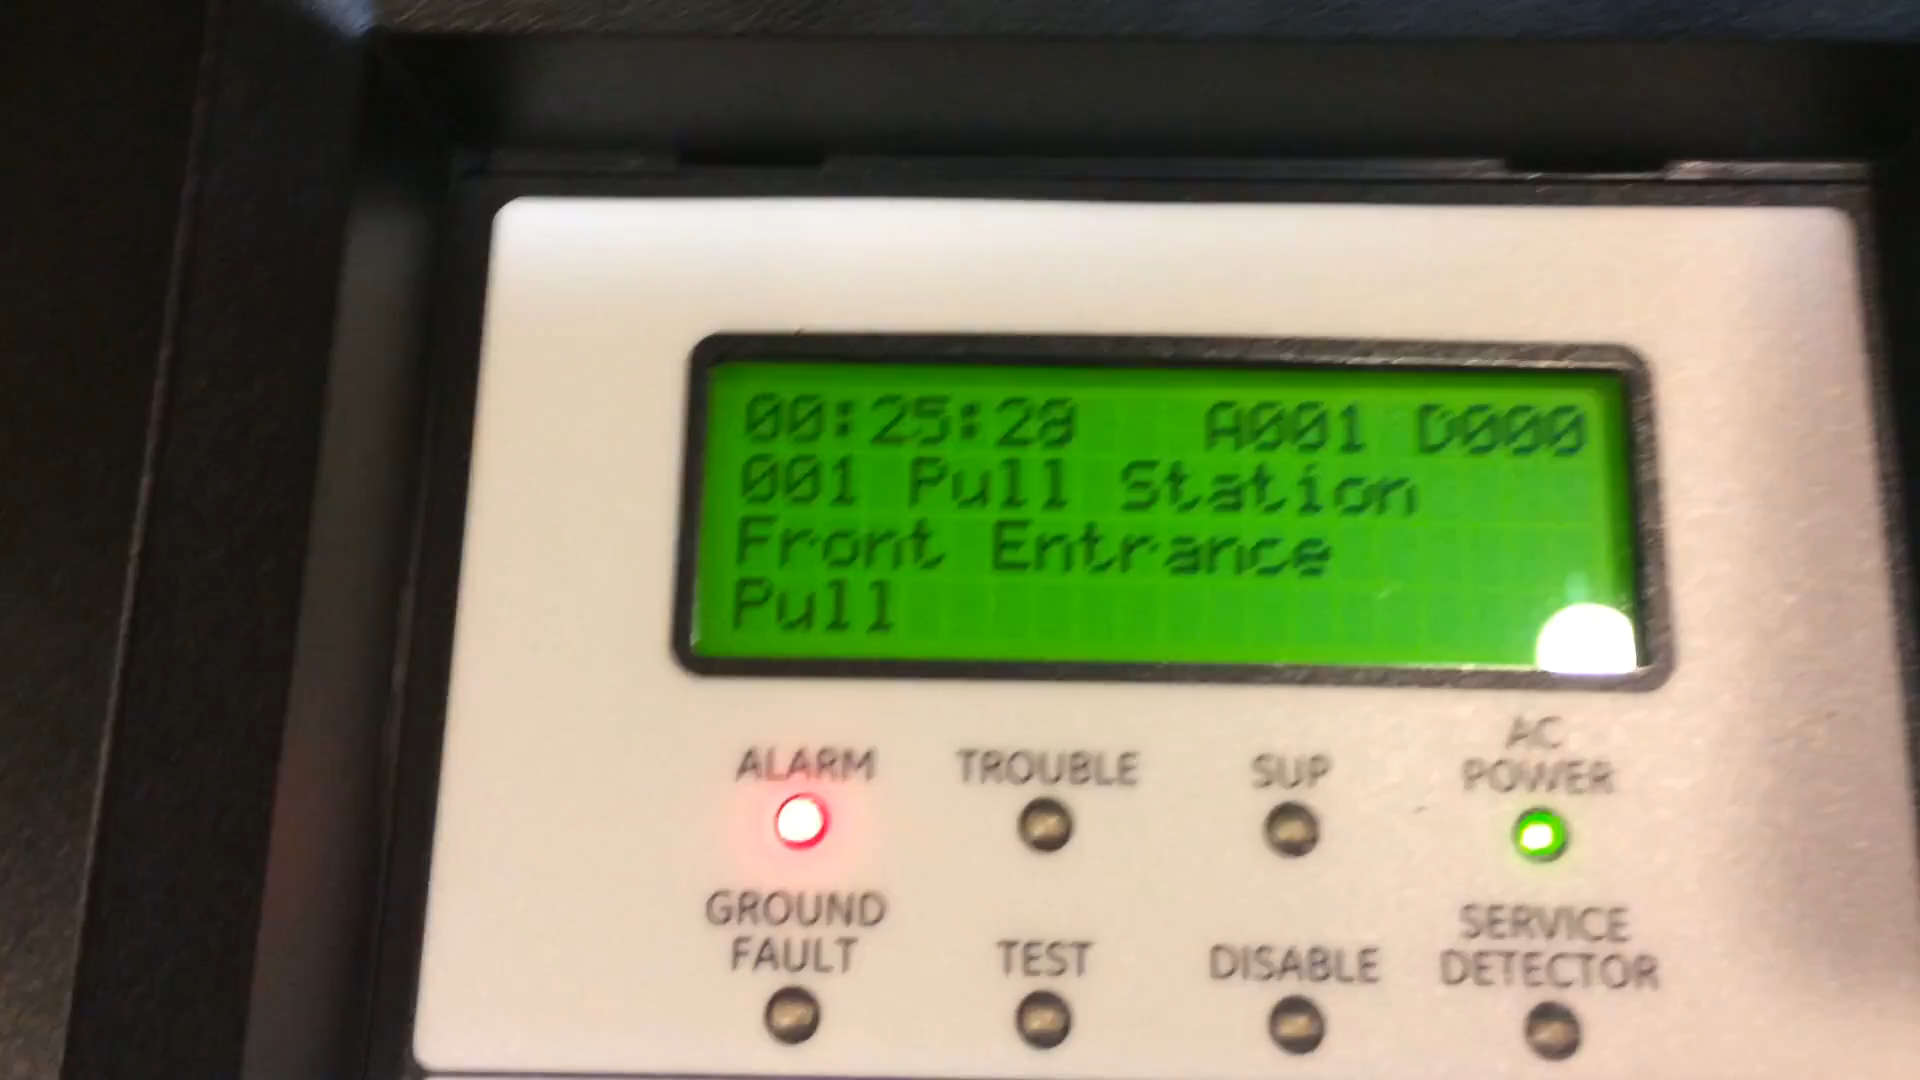 00:25:28 A001 D000
001 Pull Station
Front Entrance
Pull
ALARM TROUBLE SUP AC POWER
GROUND FAULT TEST DISABLE SERVICE DETECTOR